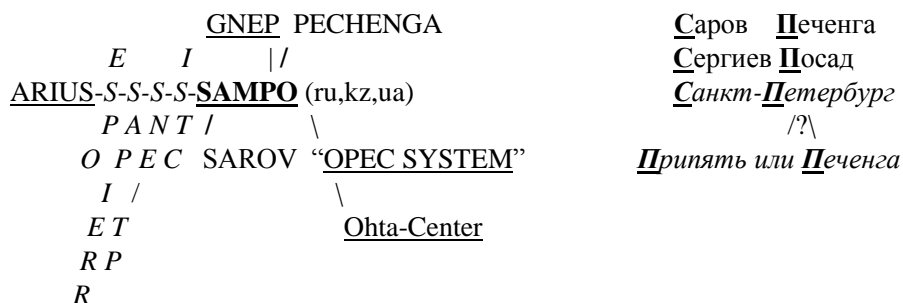 GNEP PECHENGA Саров Печенга
E I | / Сергиев Посад
ARIUS-S-S-S-S-SAMPO (ru,kz,ua) Санкт-Петербург
P A N T / \ /?\
O P E C SAROV “OPEC SYSTEM” Припять или Печенга
I / \
E T Ohta-Center
R P
R